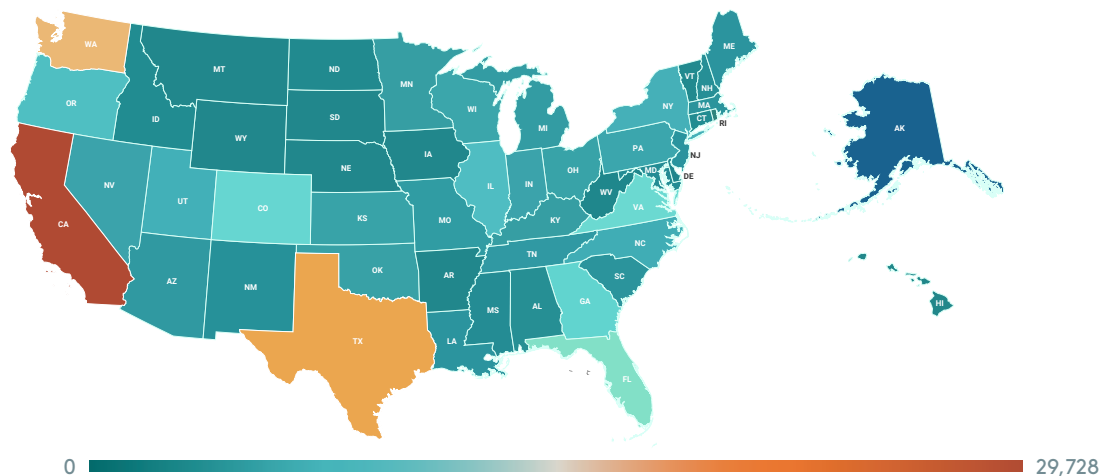 WA
ME
MT
ND
VT
MN
NH
OR
WI
NY
MA
ID
SD
CT
RI
AK
MI
WY
PA
IA
NJ
NE
OH
MD
DE
NV
IL
IN
WV
UT
CO
VA
KS
MO
KY
CA
NC
TN
OK
AR
SC
AZ
NM
GA
HI
MS
AL
TX
LA
FL
0 29,728